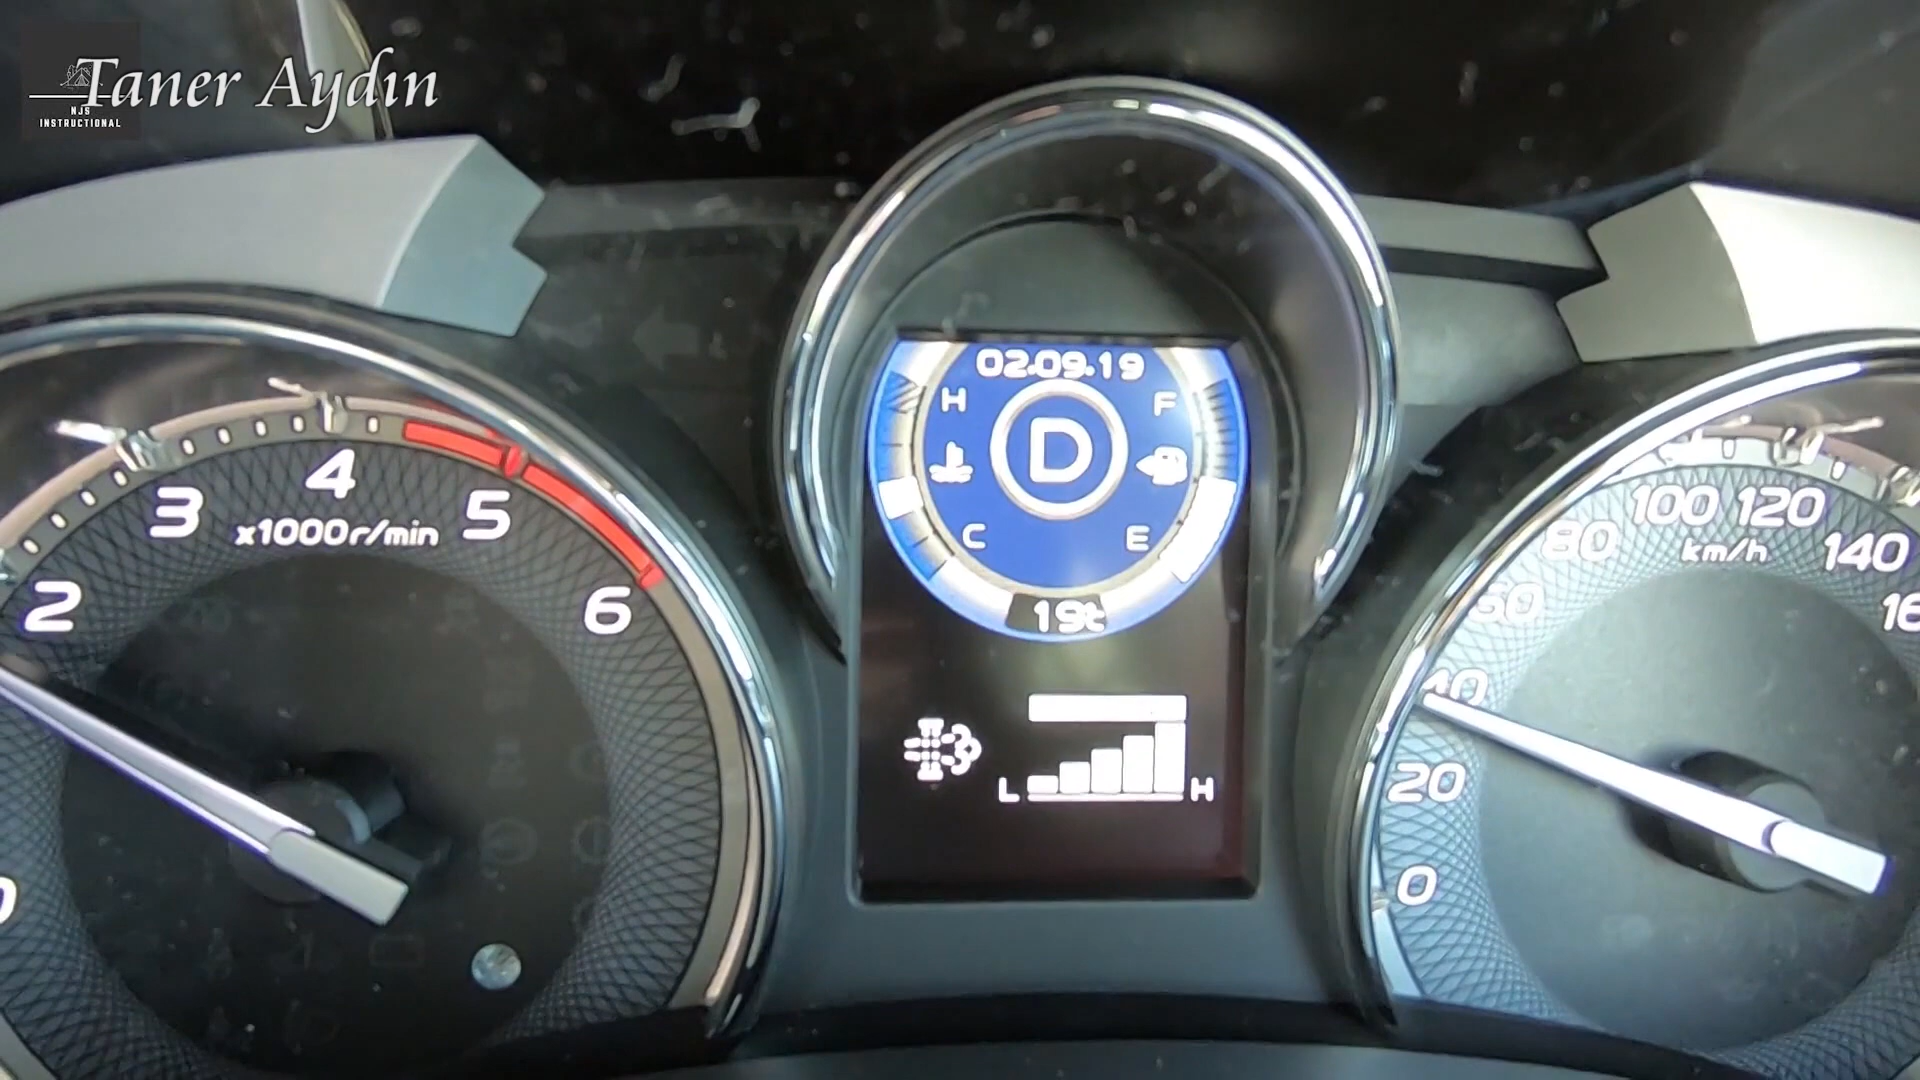 Taner Aydın
NJS
INSTRUCTIONAL
02.09.19
H
F
D
C
E
19t
L
H
2
3
4
5
6
x1000r/min
0
20
40
60
80
100
120
140
km/h